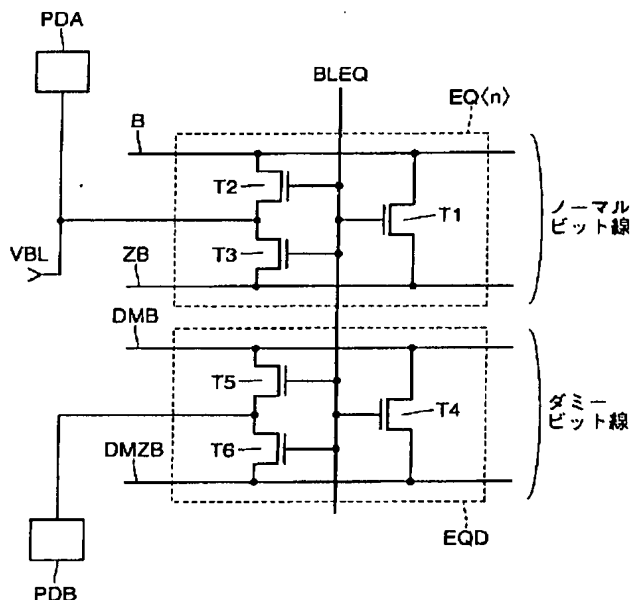 PDA
BLEQ
EQ〈n〉
B
T2
T1
ノーマル
ビット線
VBL
T3
ZB
DMB
T5
T4
ダミー
ビット線
DMZB
T6
EQD
PDB